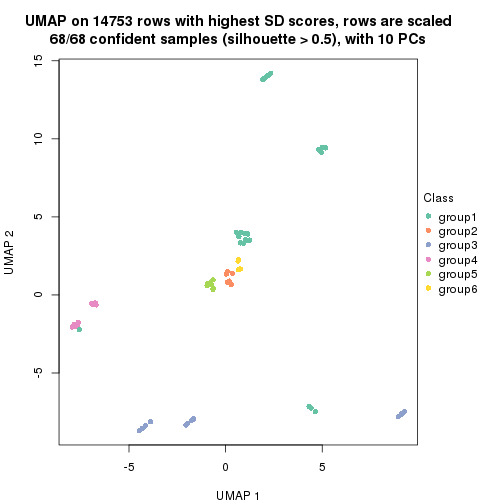 UMAP on 14753 rows with highest SD scores, rows are scaled
68/68 confident samples (silhouette > 0.5), with 10 PCs
15
10
5
0
-5
UMAP 2
-5
0
5
UMAP 1
Class
group1
group2
group3
group4
group5
group6